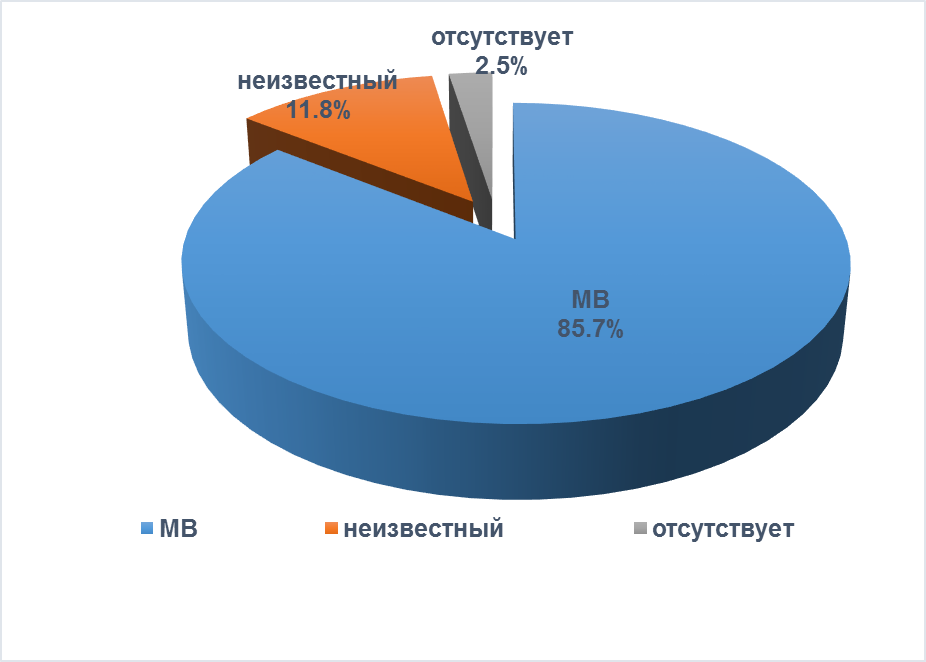 отсутствует
2.5%
неизвестный
11.8%
МВ
85.7%
МВ неизвестный отсутствует